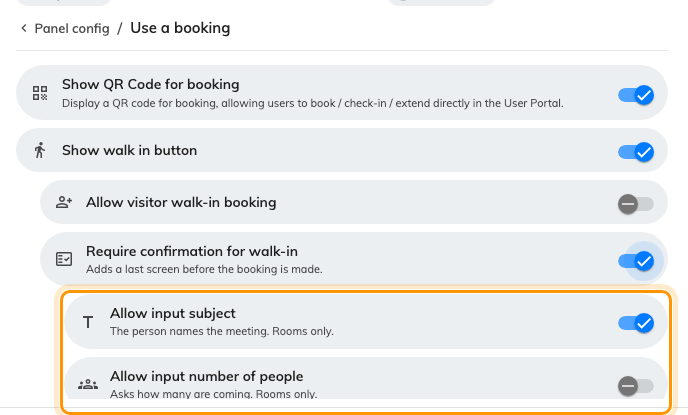 Panel config / Use a booking
Show QR Code for booking
Display a QR code for booking, allowing users to book / check-in / extend directly in the User Portal.
Show walk in button
Allow visitor walk-in booking
Require confirmation for walk-in
Adds a last screen before the booking is made.
Allow input subject
The person names the meeting. Rooms only.
Allow input number of people
Asks how many are coming. Rooms only.